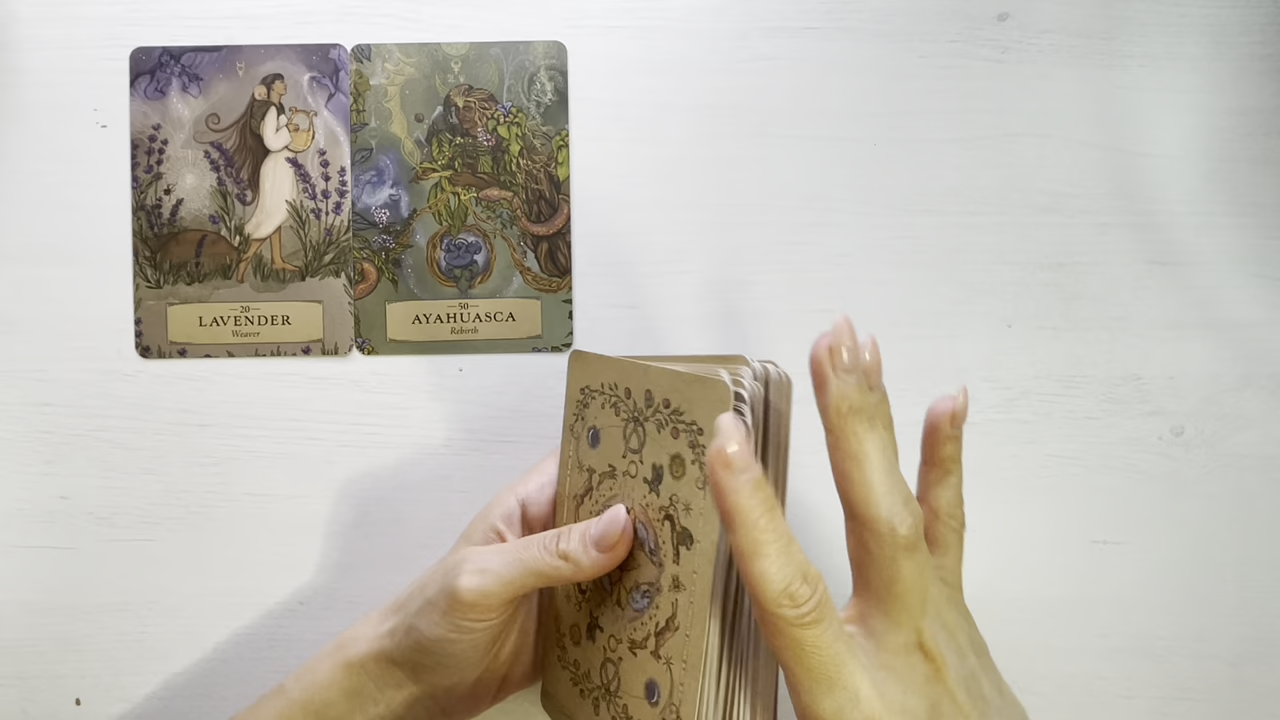 —20—
LAVENDER
Weaver
—50—
AYAHUASCA
Rebirth